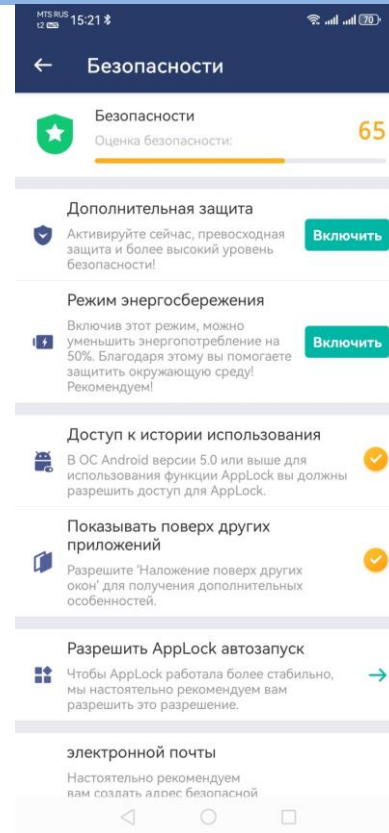 MTS RUS
t2 15:21 70
Безопасности
Безопасности
Оценка безопасности:
65
Дополнительная защита
Активируйте сейчас, превосходная
защита и более высокий уровень
безопасности!
Включить
Режим энергосбережения
Включив этот режим, можно
уменьшить энергопотребление на
50%. Благодаря этому вы помогаете
защитить окружающую среду!
Рекомендуем!
Включить
Доступ к истории использования
В ОС Android версии 5.0 или выше для
использования функции AppLock вы должны
разрешить доступ для AppLock.
Показывать поверх других
приложений
Разрешите 'Наложение поверх других
окон' для получения дополнительных
особенностей.
Разрешить AppLock автозапуск
Чтобы AppLock работала более стабильно,
мы настоятельно рекомендуем вам
разрешить это разрешение.
электронной почты
Настоятельно рекомендуем
вам создать адрес безопасной